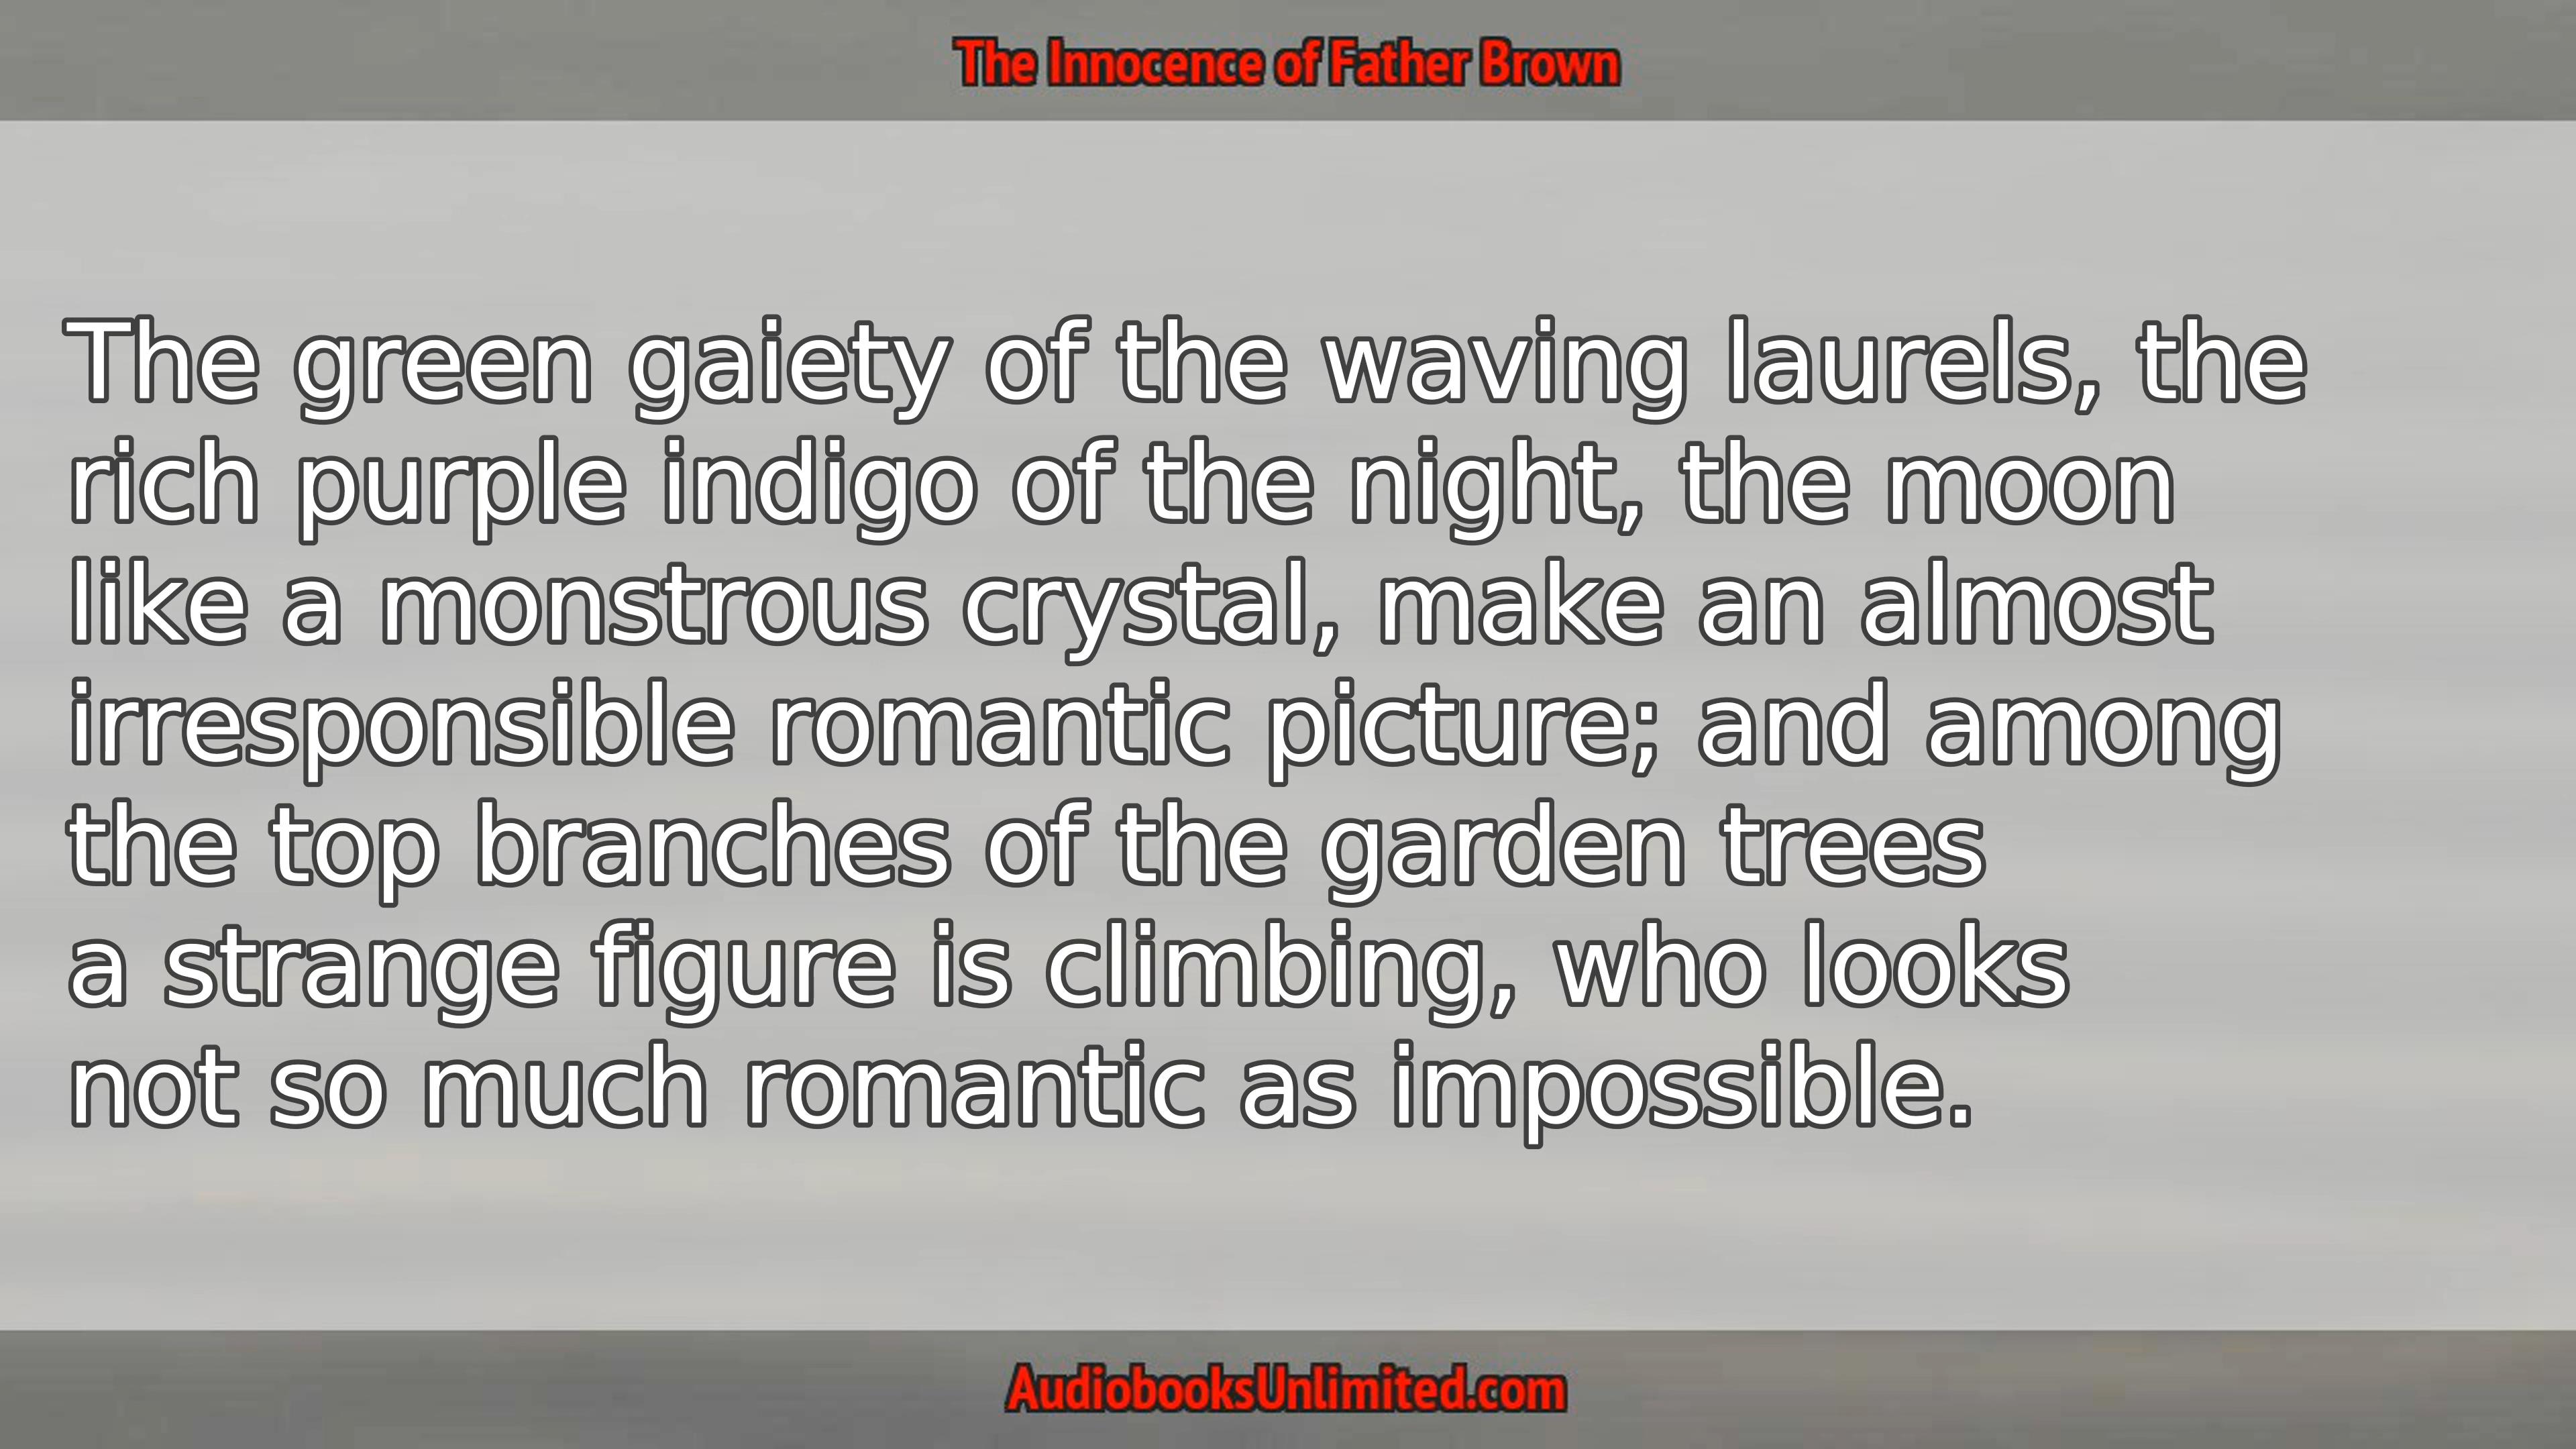 The Innocence of Father Brown
The green gaiety of the waving laurels, the
rich purple indigo of the night, the moon
like a monstrous crystal, make an almost
irresponsible romantic picture; and among
the top branches of the garden trees
a strange figure is climbing, who looks
not so much romantic as impossible.
AudiobooksUnlimited.com